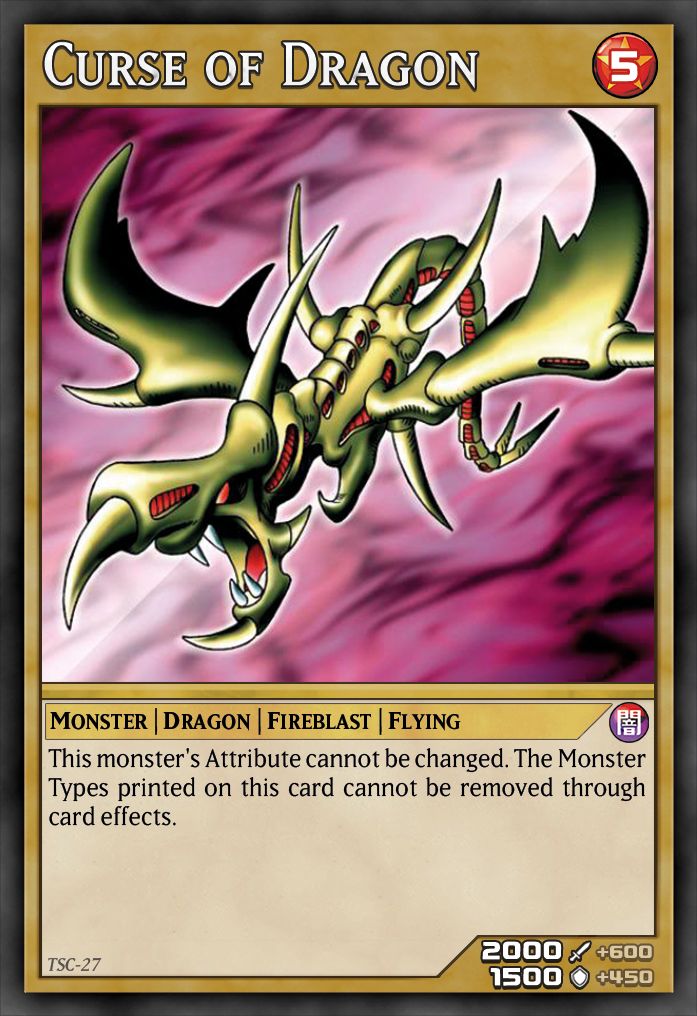 CURSE OF DRAGON 5
MONSTER | DRAGON | FIREBLAST | FLYING 闇
This monster's Attribute cannot be changed. The Monster
Types printed on this card cannot be removed through
card effects.
2000 +600
TSC-27 1500 +450